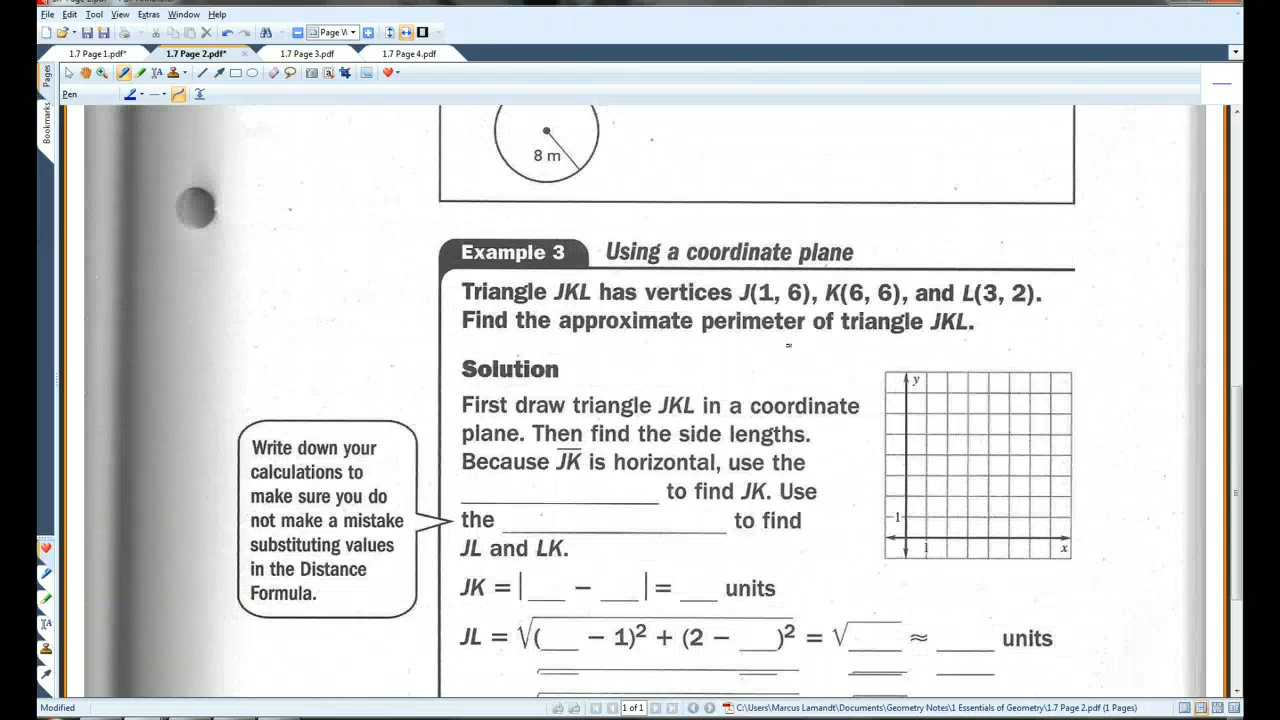 File Edit Tool View Extras Window Help
Page W
1.7 Page 1.pdf* 1.7 Page 2.pdf* 1.7 Page 3.pdf 1.7 Page 4.pdf
Pages
Bookmarks
Pen
8 m
Example 3 Using a coordinate plane
Triangle JKL has vertices J(1, 6), K(6, 6), and L(3, 2).
Find the approximate perimeter of triangle JKL.
≈
Solution
First draw triangle JKL in a coordinate
plane. Then find the side lengths.
Because JK is horizontal, use the
____ to find JK. Use
the ____ to find
JL and LK.
JK = |___ − ___| = ___ units
JL = √(___ − 1)² + (2 − ___)² = √____ ≈ ____ units
Write down your
calculations to
make sure you do
not make a mistake
substituting values
in the Distance
Formula.
y
1
1
x
Modified 1 of 1 C:\Users\Marcus Lamandt\Documents\Geometry Notes\1 Essentials of Geometry\1.7 Page 2.pdf (1 Pages)